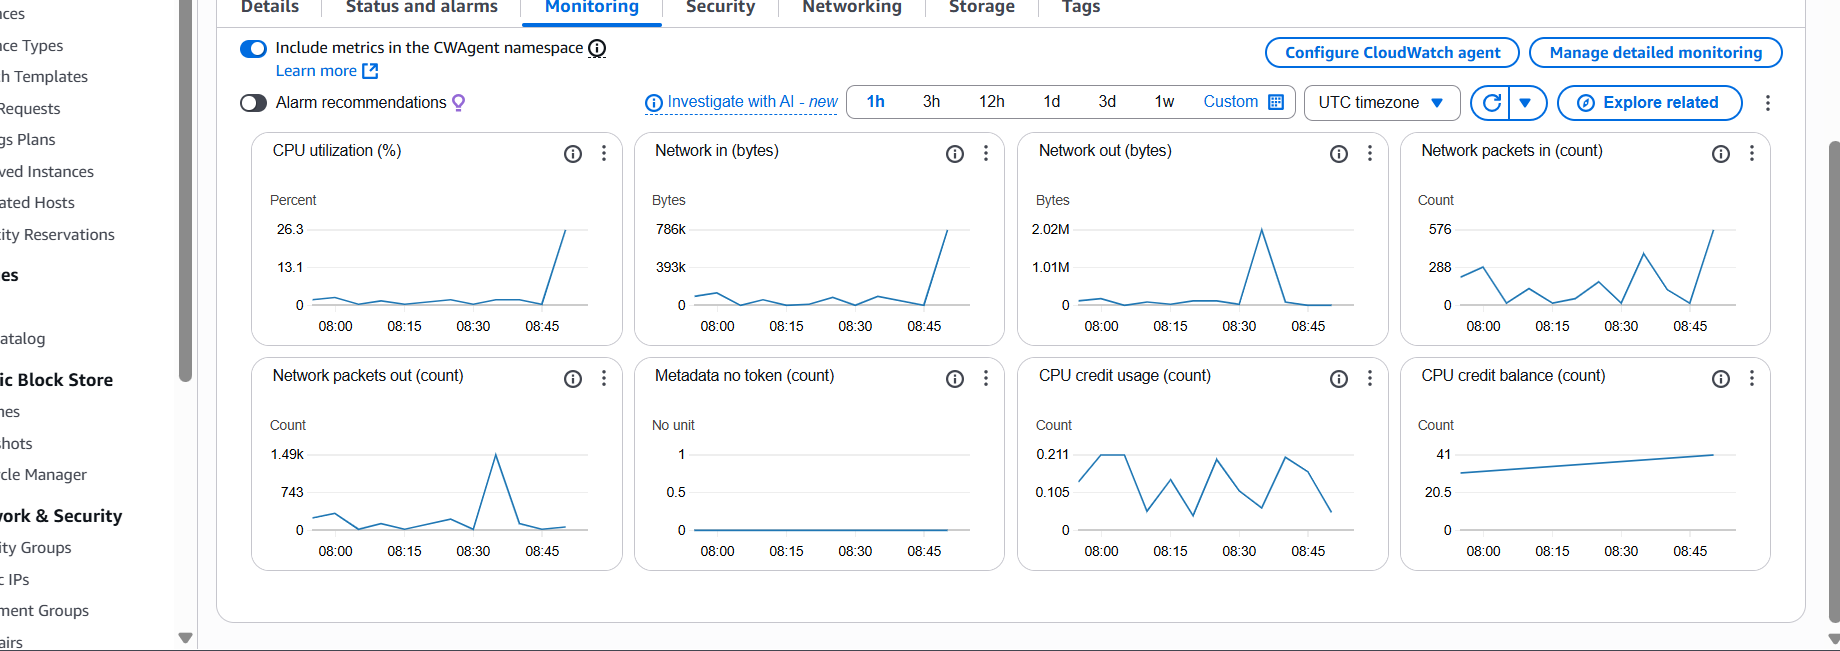 Details Status and alarms Monitoring Security Networking Storage Tags
Include metrics in the CWAgent namespace
Learn more
Configure CloudWatch agent Manage detailed monitoring
Alarm recommendations
Investigate with AI - new
1h 3h 12h 1d 3d 1w Custom
UTC timezone
Explore related
nces
nce Types
ch Templates
Requests
gs Plans
ved Instances
ated Hosts
ity Reservations
es
atalog
ic Block Store
mes
shots
cle Manager
work & Security
ity Groups
c IPs
ment Groups
airs
CPU utilization (%)
Percent
26.3
13.1
0
08:00 08:15 08:30 08:45
Network in (bytes)
Bytes
786k
393k
0
08:00 08:15 08:30 08:45
Network out (bytes)
Bytes
2.02M
1.01M
0
08:00 08:15 08:30 08:45
Network packets in (count)
Count
576
288
0
08:00 08:15 08:30 08:45
Network packets out (count)
Count
1.49k
743
0
08:00 08:15 08:30 08:45
Metadata no token (count)
No unit
1
0.5
0
08:00 08:15 08:30 08:45
CPU credit usage (count)
Count
0.211
0.105
0
08:00 08:15 08:30 08:45
CPU credit balance (count)
Count
41
20.5
0
08:00 08:15 08:30 08:45